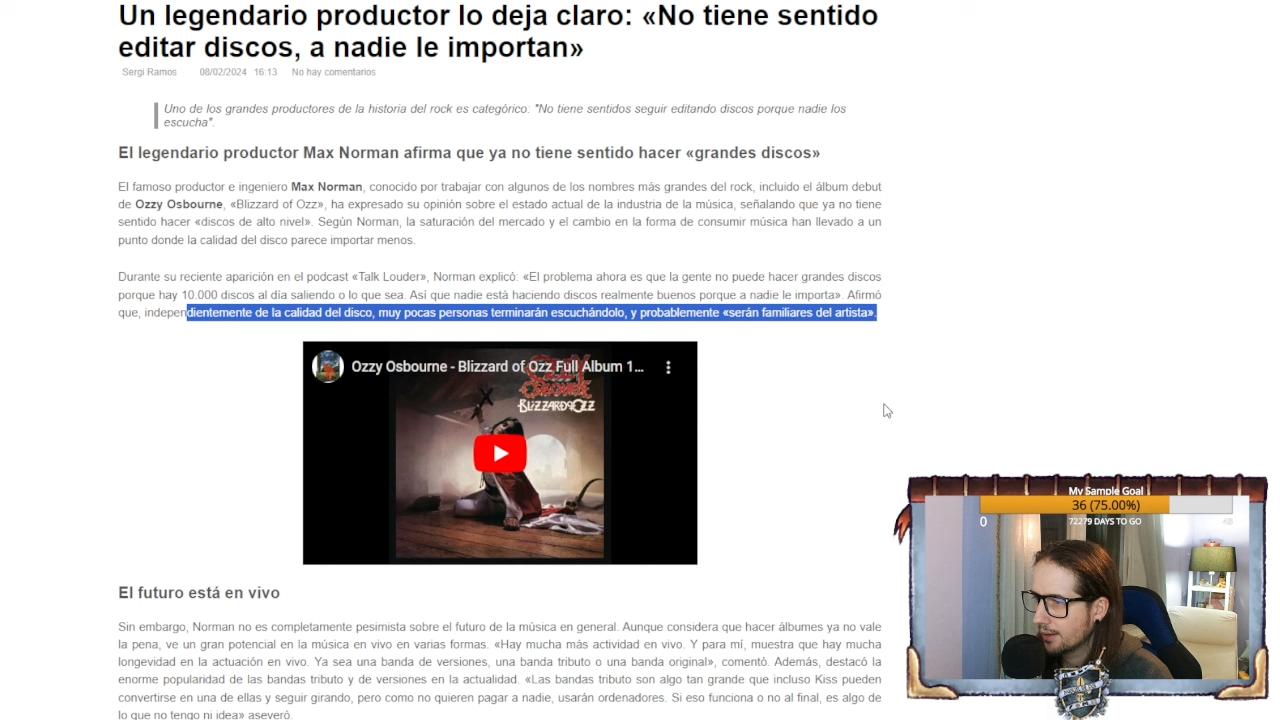 Un legendario productor lo deja claro: «No tiene sentido
editar discos, a nadie le importan»
Sergi Ramos 08/02/2024 16:13 No hay comentarios
Uno de los grandes productores de la historia del rock es categórico: "No tiene sentidos seguir editando discos porque nadie los
escucha".
El legendario productor Max Norman afirma que ya no tiene sentido hacer «grandes discos»
El famoso productor e ingeniero Max Norman, conocido por trabajar con algunos de los nombres más grandes del rock, incluido el álbum debut
de Ozzy Osbourne, «Blizzard of Ozz», ha expresado su opinión sobre el estado actual de la industria de la música, señalando que ya no tiene
sentido hacer «discos de alto nivel». Según Norman, la saturación del mercado y el cambio en la forma de consumir música han llevado a un
punto donde la calidad del disco parece importar menos.
Durante su reciente aparición en el podcast «Talk Louder», Norman explicó: «El problema ahora es que la gente no puede hacer grandes discos
porque hay 10.000 discos al día saliendo o lo que sea. Así que nadie está haciendo discos realmente buenos porque a nadie le importa». Afirmó
que, independientemente de la calidad del disco, muy pocas personas terminarán escuchándolo, y probablemente «serán familiares del artista».
Ozzy Osbourne - Blizzard of Ozz Full Album 1...
BLIZZARD OF OZZ
El futuro está en vivo
Sin embargo, Norman no es completamente pesimista sobre el futuro de la música en general. Aunque considera que hacer álbumes ya no vale
la pena, ve un gran potencial en la música en vivo en varias formas. «Hay mucha más actividad en vivo. Y para mí, muestra que hay mucha
longevidad en la actuación en vivo. Ya sea una banda de versiones, una banda tributo o una banda original», comentó. Además, destacó la
enorme popularidad de las bandas tributo y de versiones en la actualidad. «Las bandas tributo son algo tan grande que incluso Kiss pueden
convertirse en una de ellas y seguir girando, pero como no quieren pagar a nadie, usarán ordenadores. Si eso funciona o no al final, es algo de
lo que no tengo ni idea» aseveró.
My Sample Goal
36 (75.00%)
0 72279 DAYS TO GO 48